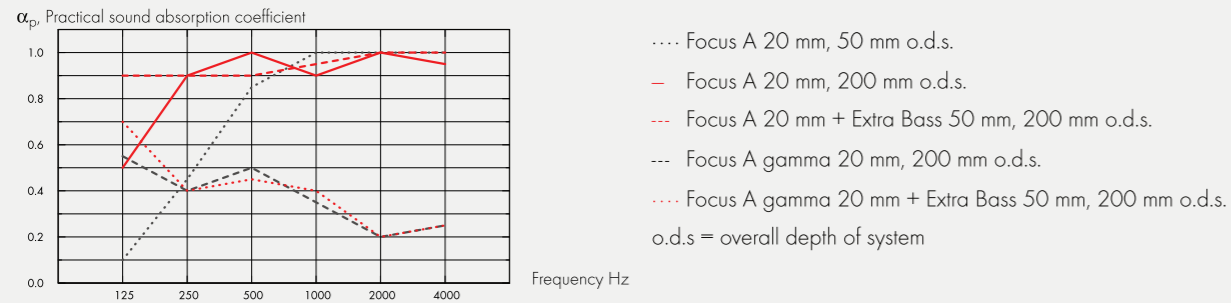 αp, Practical sound absorption coefficient
1.0
0.8
0.6
0.4
0.2
0.0
125 250 500 1000 2000 4000
Frequency Hz
.... Focus A 20 mm, 50 mm o.d.s.
– Focus A 20 mm, 200 mm o.d.s.
--- Focus A 20 mm + Extra Bass 50 mm, 200 mm o.d.s.
--- Focus A gamma 20 mm, 200 mm o.d.s.
.... Focus A gamma 20 mm + Extra Bass 50 mm, 200 mm o.d.s.
o.d.s = overall depth of system